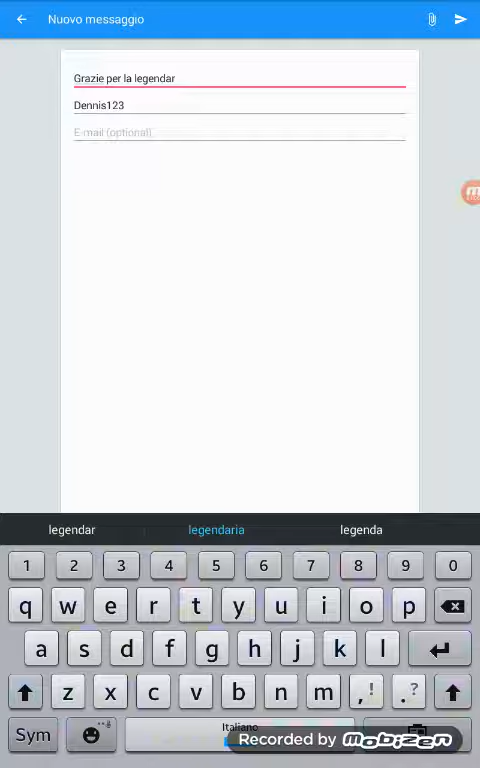 Nuovo messaggio
Grazie per la legendar
Dennis123
E-mail (optional)
legendar legendaria legenda
1 2 3 4 5 6 7 8 9 0
q w e r t y u i o p
a s d f g h j k l
z x c v b n m , ! . ?
Sym Italiano
Recorded by mobizen